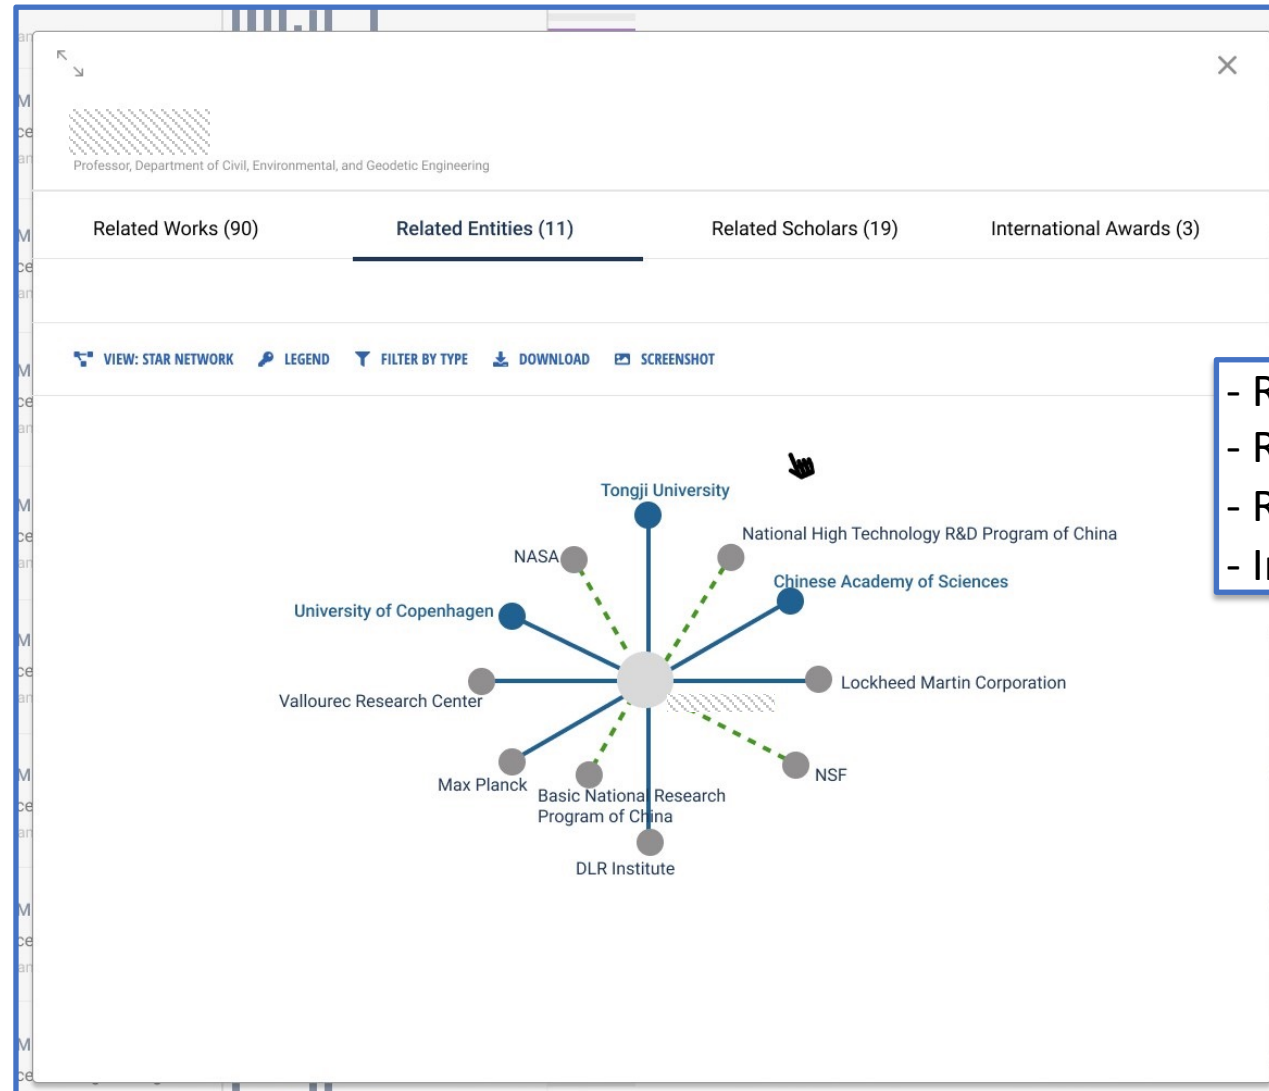 Professor, Department of Civil, Environmental, and Geodetic Engineering
Related Works (90)
Related Entities (11)
Related Scholars (19)
International Awards (3)
VIEW: STAR NETWORK
LEGEND
FILTER BY TYPE
DOWNLOAD
SCREENSHOT
- R
- R
- R
- I
Tongji University
National High Technology R&D Program of China
NASA
Chinese Academy of Sciences
University of Copenhagen
Lockheed Martin Corporation
Vallourec Research Center
NSF
Max Planck
Basic National Research
Program of China
DLR Institute